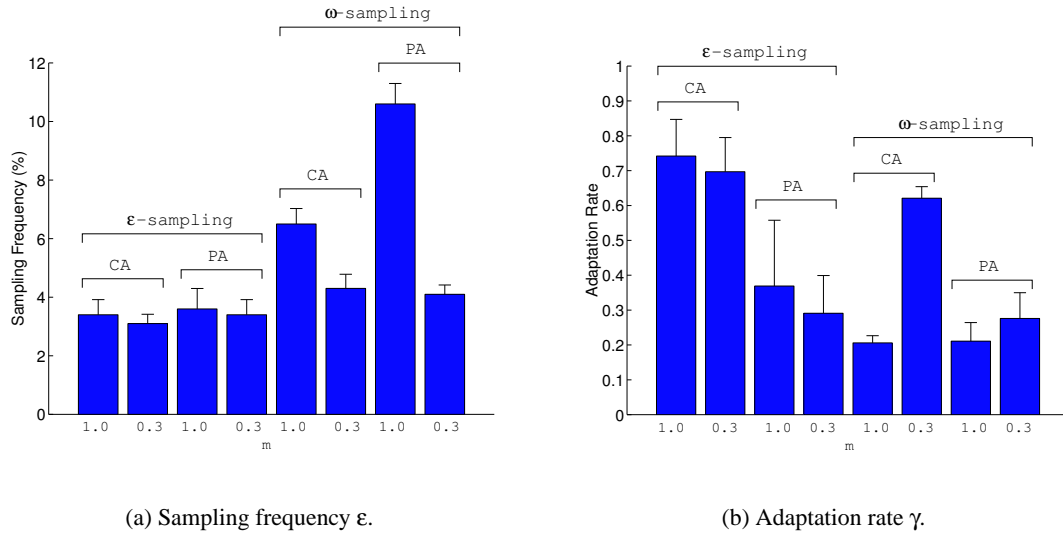 ω-sampling
PA
12
10
8
6
4
2
0
Sampling Frequency (%)
CA
ε-sampling
CA
PA
1.0 0.3 1.0 0.3 1.0 0.3 1.0 0.3
m
(a) Sampling frequency ε.
ε-sampling
CA
PA
ω-sampling
CA
PA
1
0.9
0.8
0.7
0.6
0.5
0.4
0.3
0.2
0.1
0
Adaptation Rate
1.0 0.3 1.0 0.3 1.0 0.3 1.0 0.3
m
(b) Adaptation rate γ.